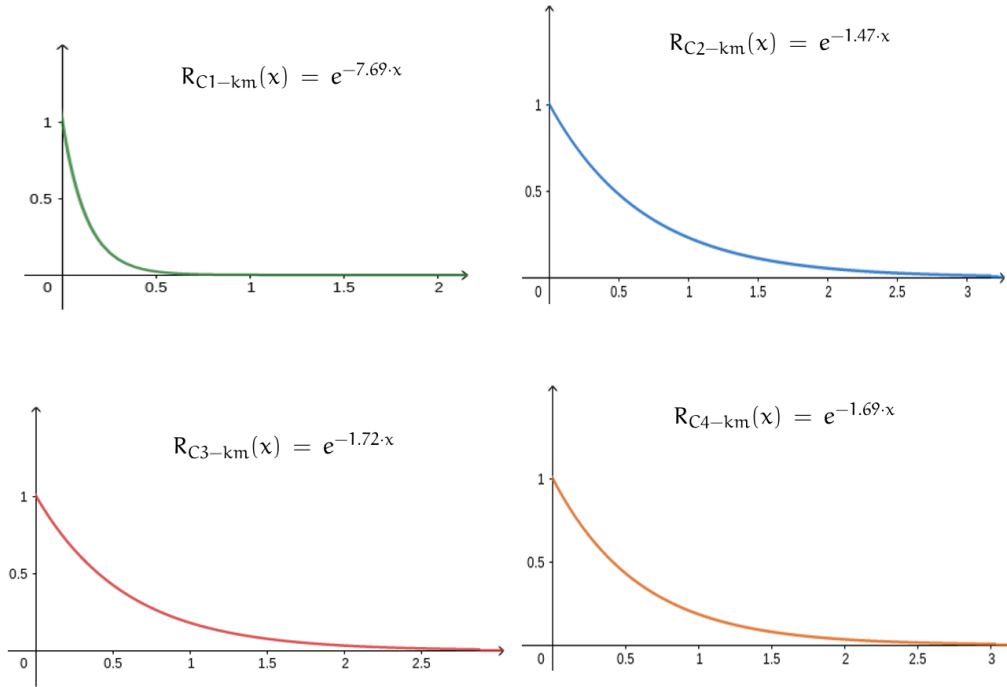 R_{C1−km}(x) = e^{−7.69·x}
1
0.5
0 0.5 1 1.5 2
R_{C2−km}(x) = e^{−1.47·x}
1
0.5
0 0.5 1 1.5 2 2.5 3
R_{C3−km}(x) = e^{−1.72·x}
1
0.5
0 0.5 1 1.5 2 2.5
R_{C4−km}(x) = e^{−1.69·x}
1
0.5
0 0.5 1 1.5 2 2.5 3